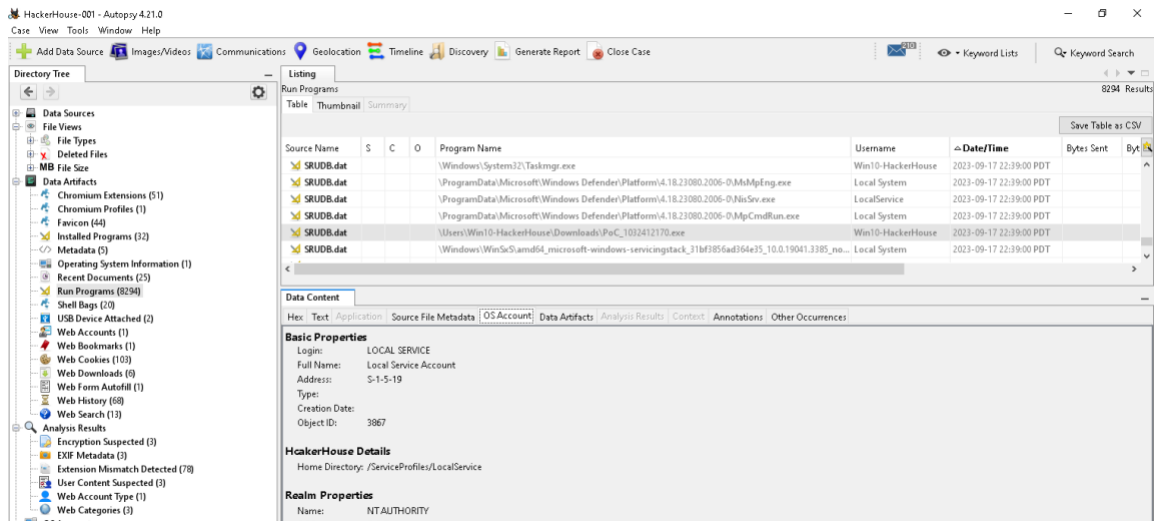 HackerHouse-001 - Autopsy 4.21.0
Case View Tools Window Help
Add Data Source Images/Videos Communications Geolocation Timeline Discovery Generate Report Close Case Keyword Lists Keyword Search
Directory Tree
Data Sources
File Views
File Types
Deleted Files
MB File Size
Data Artifacts
Chromium Extensions (51)
Chromium Profiles (1)
Favicon (44)
Installed Programs (32)
Metadata (5)
Operating System Information (1)
Recent Documents (25)
Run Programs (8294)
Shell Bags (20)
USB Device Attached (2)
Web Accounts (1)
Web Bookmarks (1)
Web Cookies (103)
Web Downloads (6)
Web Form Autofill (1)
Web History (68)
Web Search (13)
Analysis Results
Encryption Suspected (3)
EXIF Metadata (3)
Extension Mismatch Detected (78)
User Content Suspected (3)
Web Account Type (1)
Web Categories (3)
Listing
Run Programs 8294 Results
Table Thumbnail Summary
Save Table as CSV
Source Name S C O Program Name Username Date/Time Bytes Sent Byt
SRUDB.dat \Windows\System32\Taskmgr.exe Win10-HackerHouse 2023-09-17 22:39:00 PDT
SRUDB.dat \ProgramData\Microsoft\Windows Defender\Platform\4.18.23080.2006-0\MsMpEng.exe Local System 2023-09-17 22:39:00 PDT
SRUDB.dat \ProgramData\Microsoft\Windows Defender\Platform\4.18.23080.2006-0\NisSrv.exe LocalService 2023-09-17 22:39:00 PDT
SRUDB.dat \ProgramData\Microsoft\Windows Defender\Platform\4.18.23080.2006-0\MpCmdRun.exe Local System 2023-09-17 22:39:00 PDT
SRUDB.dat \Users\Win10-HackerHouse\Downloads\PoC_1032412170.exe Win10-HackerHouse 2023-09-17 22:39:00 PDT
SRUDB.dat \Windows\WinSxS\amd64_microsoft-windows-servicingstack_31bf3856ad364e35_10.0.19041.3385_no... Local System 2023-09-17 22:39:00 PDT
Data Content
Hex Text Application Source File Metadata OS Account Data Artifacts Analysis Results Context Annotations Other Occurrences
Basic Properties
Login: LOCAL SERVICE
Full Name: Local Service Account
Address: S-1-5-19
Type:
Creation Date:
Object ID: 3867
HcakerHouse Details
Home Directory: /ServiceProfiles/LocalService
Realm Properties
Name: NT AUTHORITY